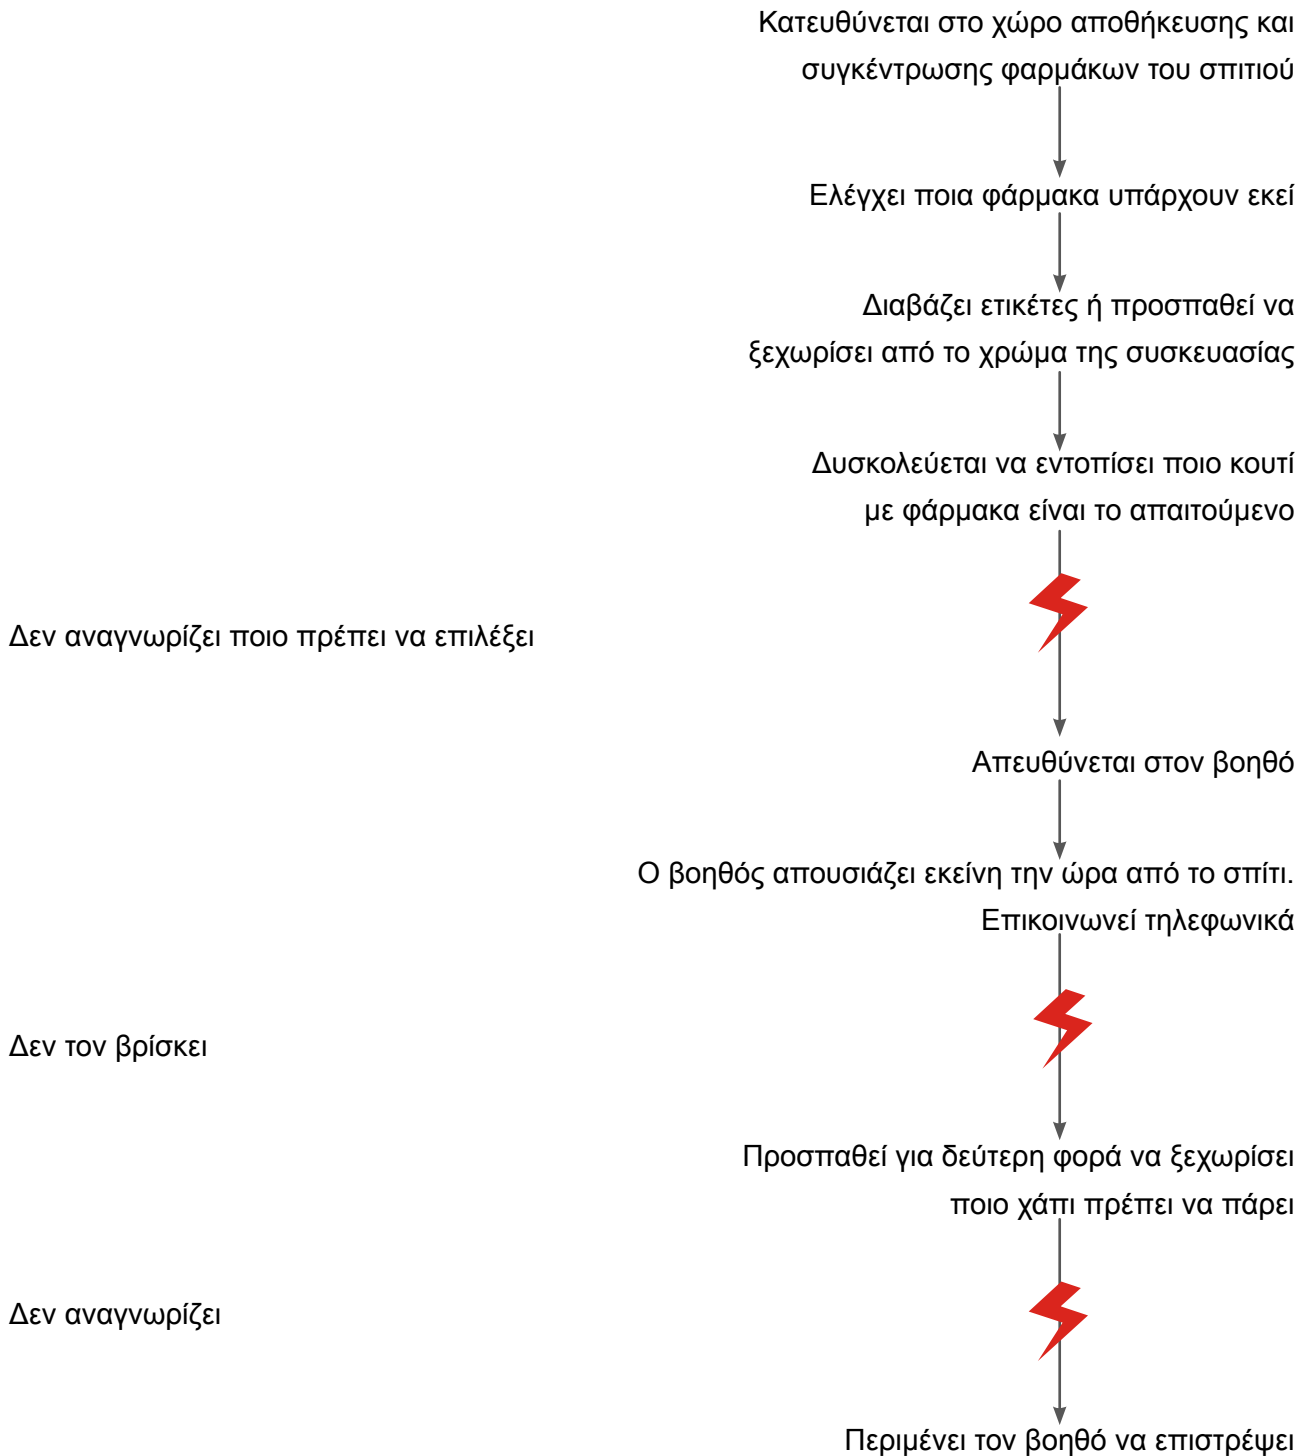 Κατευθύνεται στο χώρο αποθήκευσης και
συγκέντρωσης φαρμάκων του σπιτιού
Ελέγχει ποια φάρμακα υπάρχουν εκεί
Διαβάζει ετικέτες ή προσπαθεί να
ξεχωρίσει από το χρώμα της συσκευασίας
Δυσκολεύεται να εντοπίσει ποιο κουτί
με φάρμακα είναι το απαιτούμενο
Δεν αναγνωρίζει ποιο πρέπει να επιλέξει
Απευθύνεται στον βοηθό
Ο βοηθός απουσιάζει εκείνη την ώρα από το σπίτι.
Επικοινωνεί τηλεφωνικά
Δεν τον βρίσκει
Προσπαθεί για δεύτερη φορά να ξεχωρίσει
ποιο χάπι πρέπει να πάρει
Δεν αναγνωρίζει
Περιμένει τον βοηθό να επιστρέψει